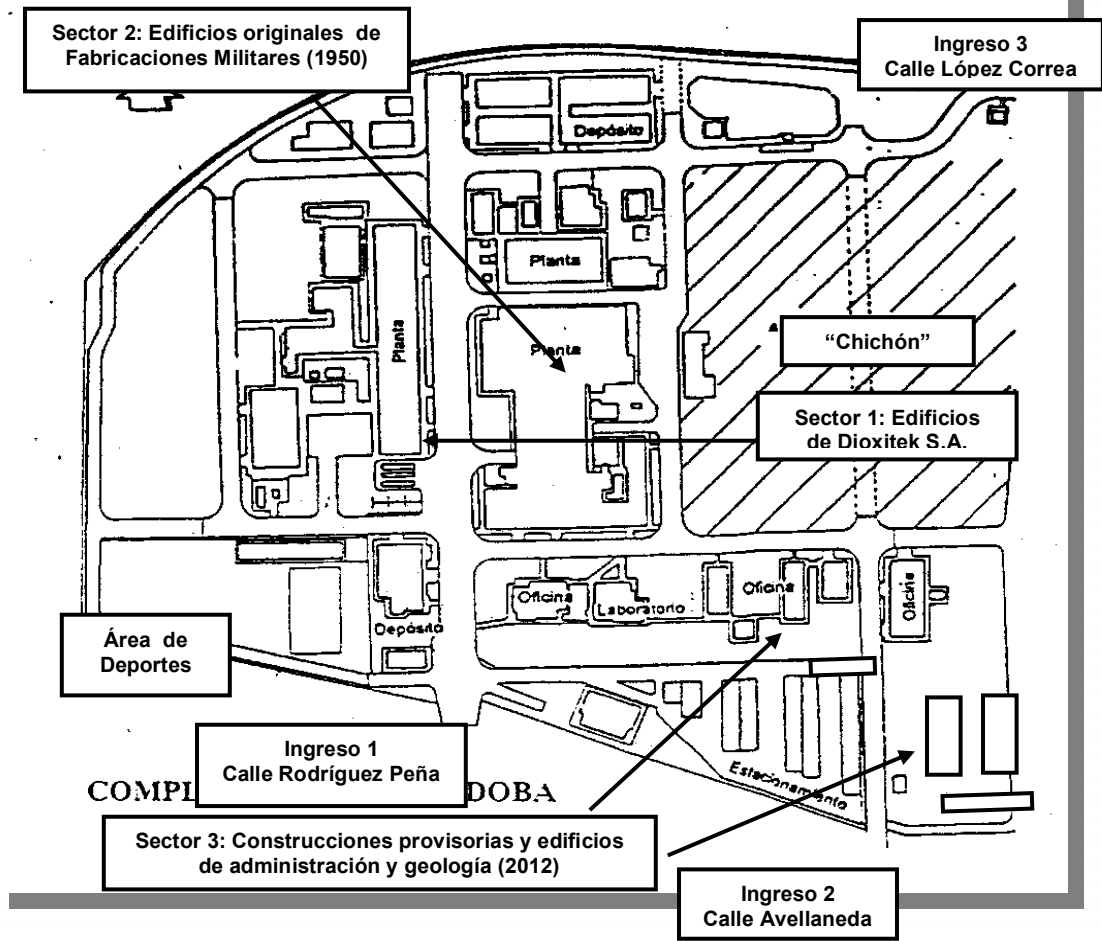 Sector 2: Edificios originales de
Fabricaciones Militares (1950)
Ingreso 3
Calle López Correa
Depósito
Planta
Planta
Planta
“Chichón”
Sector 1: Edificios
de Dioxitek S.A.
Oficina
Laboratorio
Oficina
Oficina
Depósito
Área de
Deportes
Ingreso 1
Calle Rodríguez Peña
Estacionamiento
COMPL
DOBA
Sector 3: Construcciones provisorias y edificios
de administración y geología (2012)
Ingreso 2
Calle Avellaneda